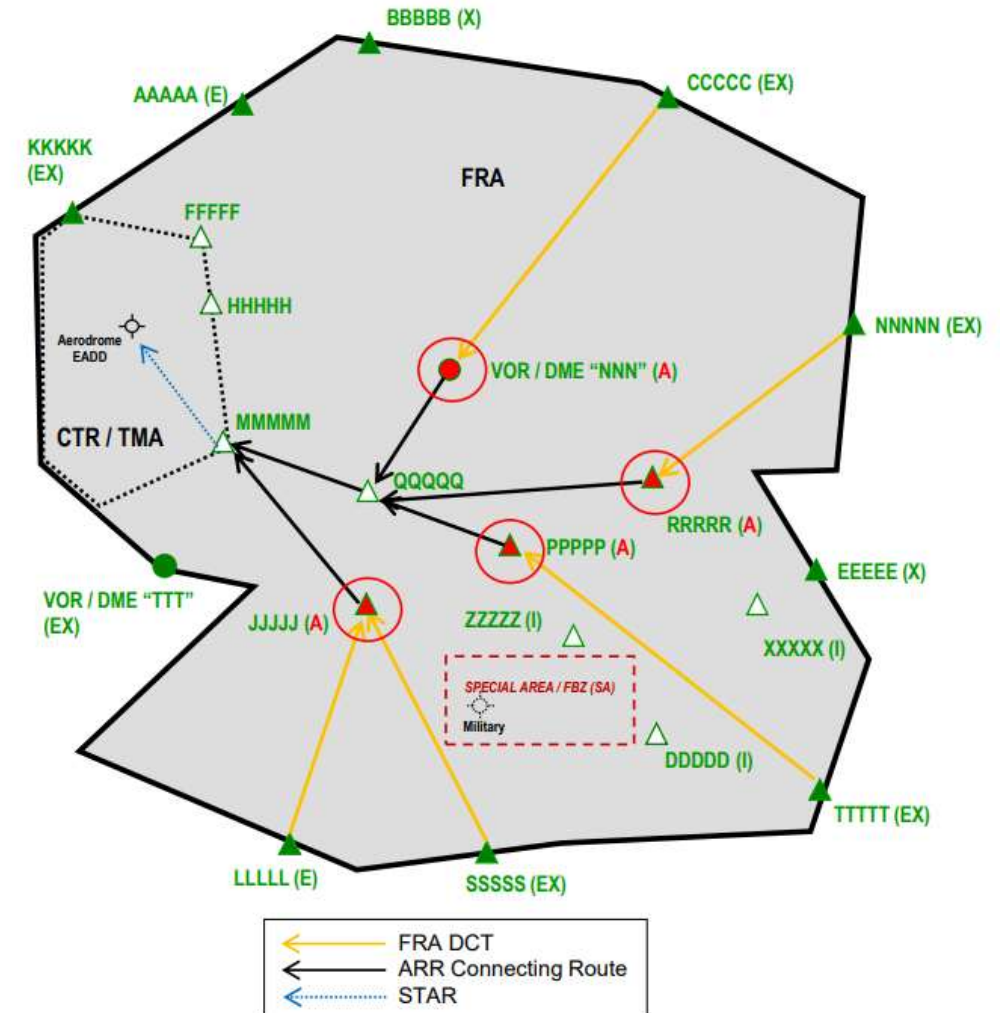 BBBBB (X)
CCCCC (EX)
AAAAA (E)
KKKKK
(EX)
FRA
FFFFF
HHHHH
NNNNN (EX)
Aerodrome
EADD
VOR / DME “NNN” (A)
MMMMM
CTR / TMA
QQQQQ
RRRRR (A)
PPPPP (A)
EEEEE (X)
VOR / DME “TTT”
(EX)
JJJJJ (A)
ZZZZZ (I)
XXXXX (I)
SPECIAL AREA / FBZ (SA)
Military
DDDDD (I)
TTTTT (EX)
LLLLL (E)
SSSSS (EX)
FRA DCT
ARR Connecting Route
STAR